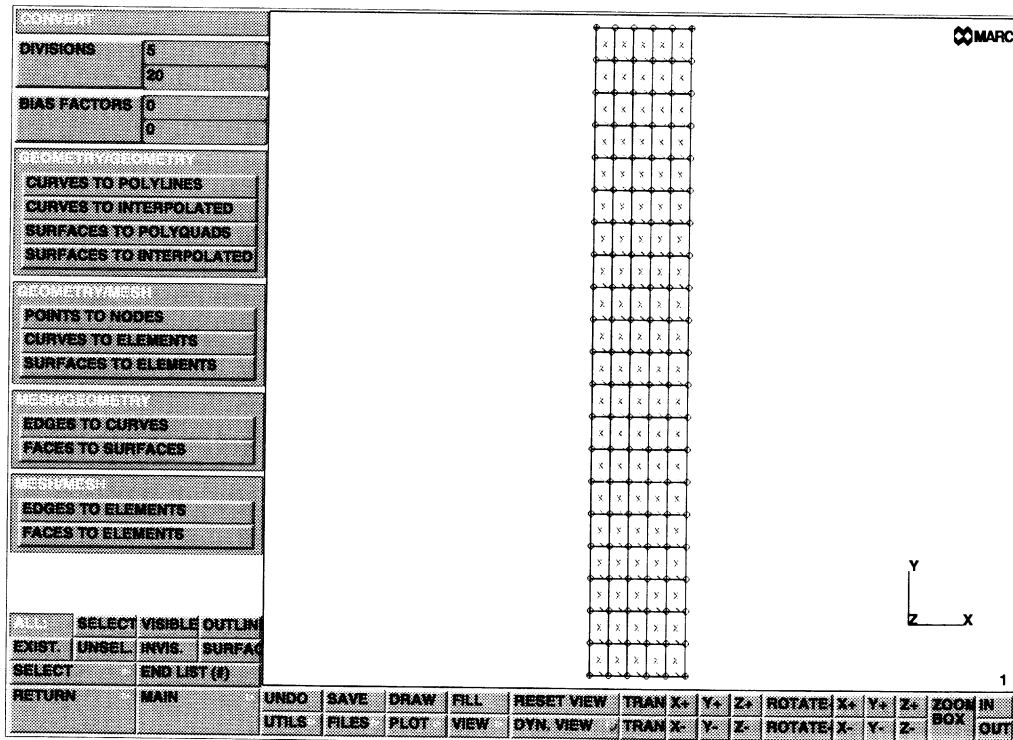 CONVERT
DIVISIONS 5
20
BIAS FACTORS 0
0
GEOMETRY/GEOMETRY
CURVES TO POLYLINES
CURVES TO INTERPOLATED
SURFACES TO POLYQUADS
SURFACES TO INTERPOLATED
GEOMETRY/MESH
POINTS TO NODES
CURVES TO ELEMENTS
SURFACES TO ELEMENTS
MESH/GEOMETRY
EDGES TO CURVES
FACES TO SURFACES
MESH/MESH
EDGES TO ELEMENTS
FACES TO ELEMENTS
ALL: SELECT VISIBLE OUTLIN
EXIST. UNSEL. INVIS. SURFAC
SELECT END LIST (#)
RETURN MAIN
MARC
Y
Z X
1
UNDO SAVE DRAW FILL RESET VIEW TRAN X+ Y+ Z+ ROTATE X+ Y+ Z+ ZOOM IN
UTILS FILES PLOT VIEW DYN. VIEW TRAN X- Y- Z- ROTATE X- Y- Z- BOX OUT